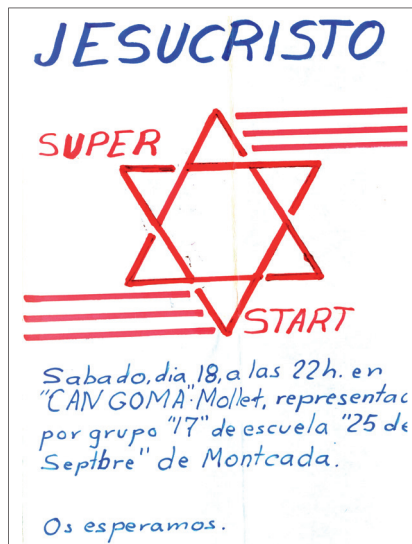 JESUCRISTO
SUPER
START
Sabado, dia 18, a las 22h. en
"CAN GOMA" Mollet, representac
por grupo "17" de escuela "25 de
Septbre" de Montcada.
Os esperamos.